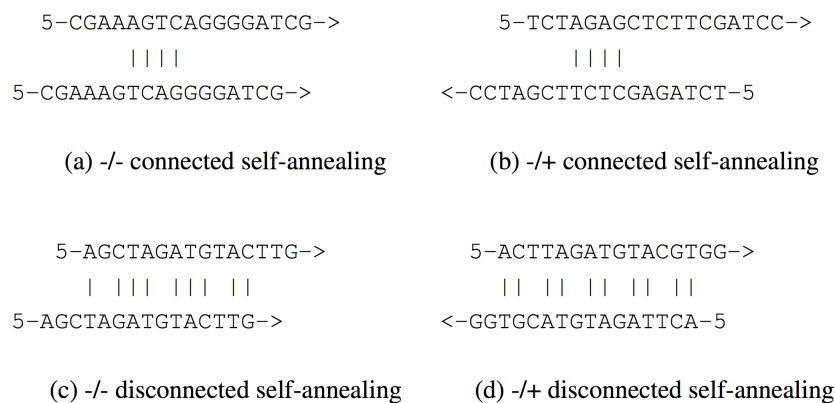 5–CGAAAGTCAGGGGATCG–>
5–CGAAAGTCAGGGGATCG–>
(a) -/- connected self-annealing
5–TCTAGAGCTCTTCGATCC–>
<–CCTAGCTTCTCGAGATCT–5
(b) -/+ connected self-annealing
5–AGCTAGATGTACTTG–>
5–AGCTAGATGTACTTG–>
(c) -/- disconnected self-annealing
5–ACTTAGATGTACGTGG–>
<–GGTGCATGTAGATTCA–5
(d) -/+ disconnected self-annealing